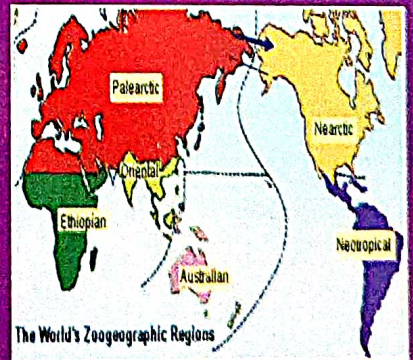 Palearctic
Nearctic
Oriental
Ethiopian
Neotropical
Australian
The World's Zoogeographic Regions